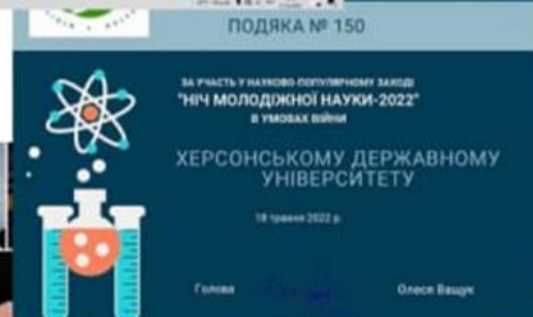 ПОДЯКА № 150
ЗА УЧАСТЬ У НАУКОВО-ПОПУЛЯРНОМУ ЗАХОДІ
"НІЧ МОЛОДІЖНОЇ НАУКИ-2022"
В УМОВАХ ВІЙНИ
ХЕРСОНСЬКОМУ ДЕРЖАВНОМУ
УНІВЕРСИТЕТУ
18 травня 2022 р.
Голова
Олеся Ващук